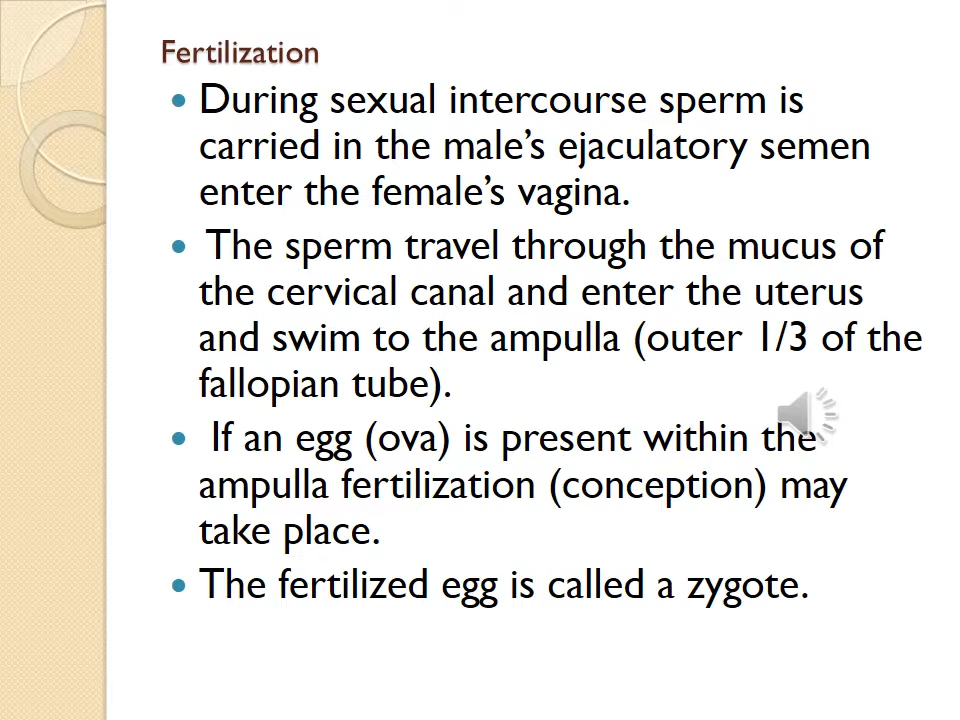 Fertilization
• During sexual intercourse sperm is
carried in the male’s ejaculatory semen
enter the female’s vagina.
• The sperm travel through the mucus of
the cervical canal and enter the uterus
and swim to the ampulla (outer 1/3 of the
fallopian tube).
• If an egg (ova) is present within the
ampulla fertilization (conception) may
take place.
• The fertilized egg is called a zygote.